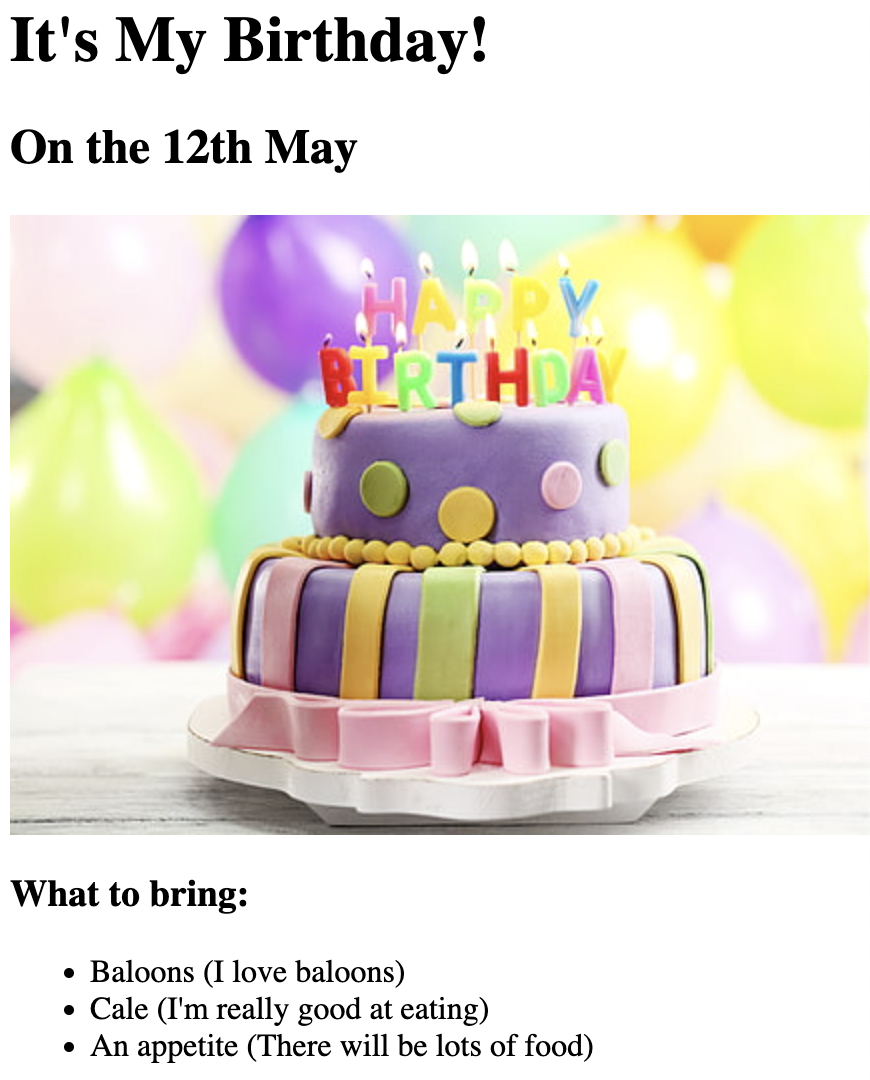 It's My Birthday!
On the 12th May
HAPPY
BIRTHDAY
What to bring:
Baloons (I love baloons)
Cale (I'm really good at eating)
An appetite (There will be lots of food)